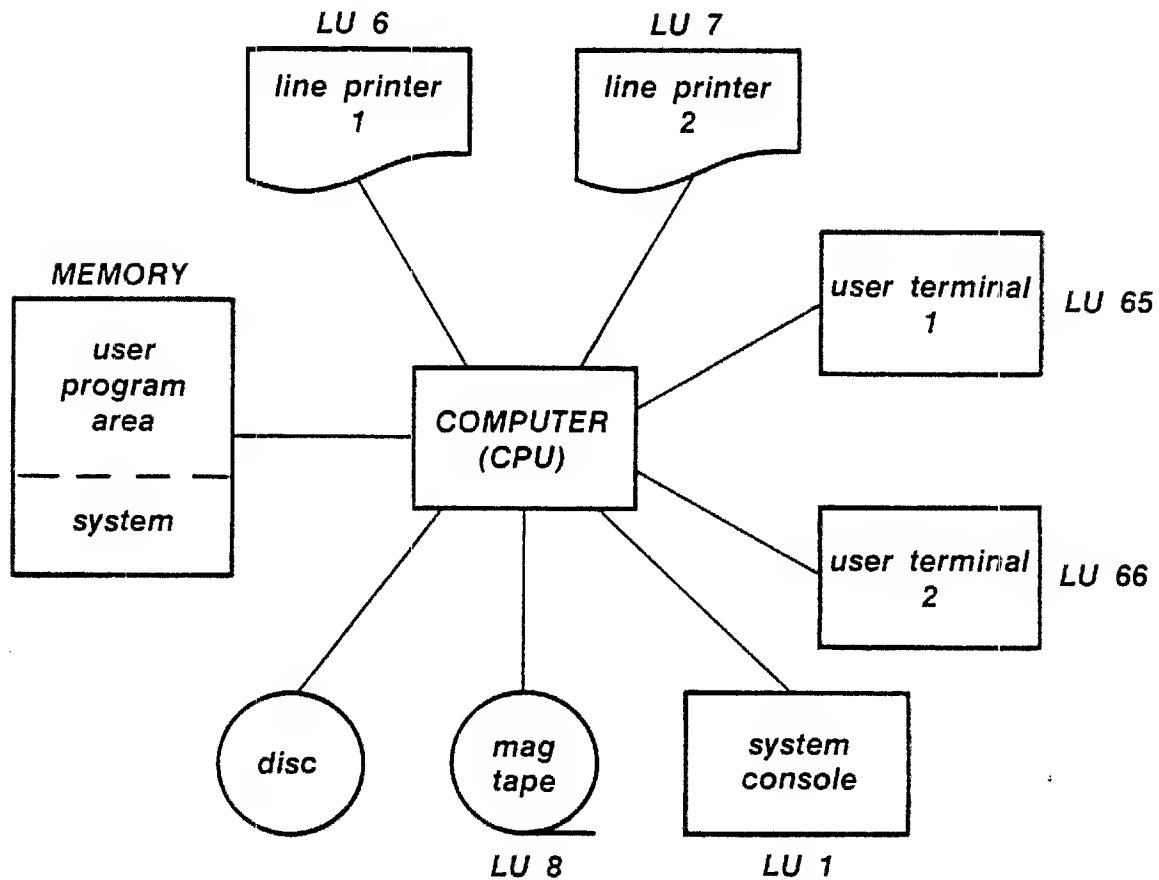 LU 6
line printer
1
LU 7
line printer
2
MEMORY
user
program
area
system
COMPUTER
(CPU)
user terminal
1
LU 65
user terminal
2
LU 66
disc
mag
tape
LU 8
system
console
LU 1